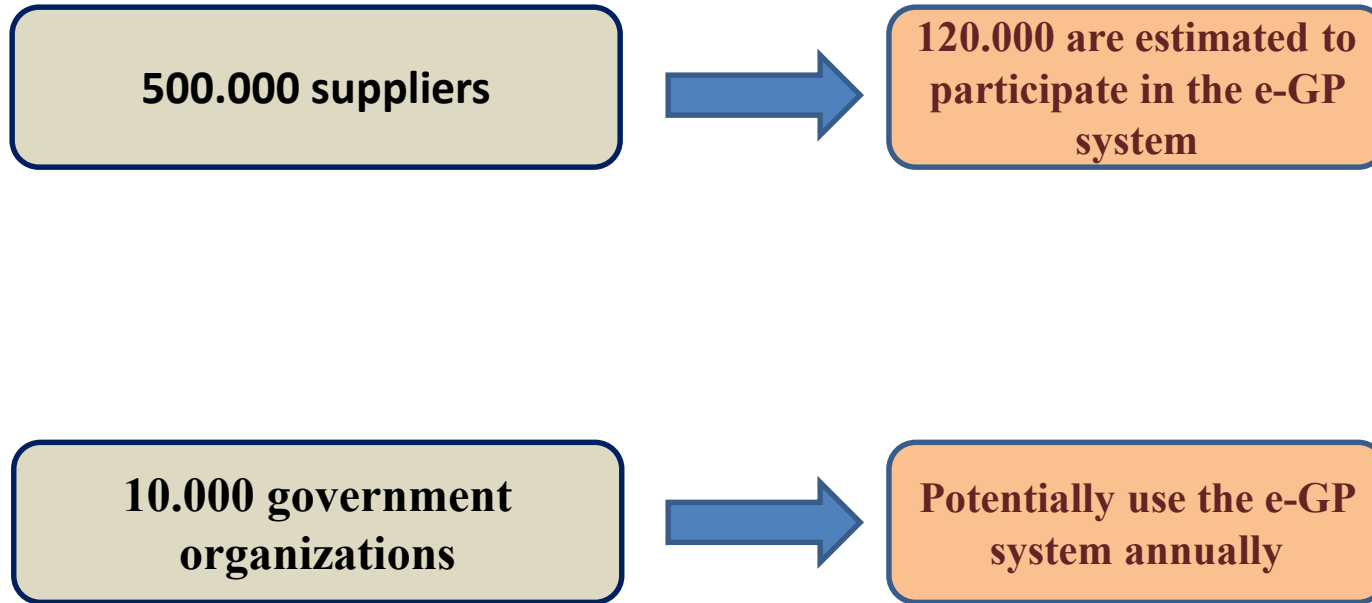 500.000 suppliers
120.000 are estimated to
participate in the e-GP
system
10.000 government
organizations
Potentially use the e-GP
system annually